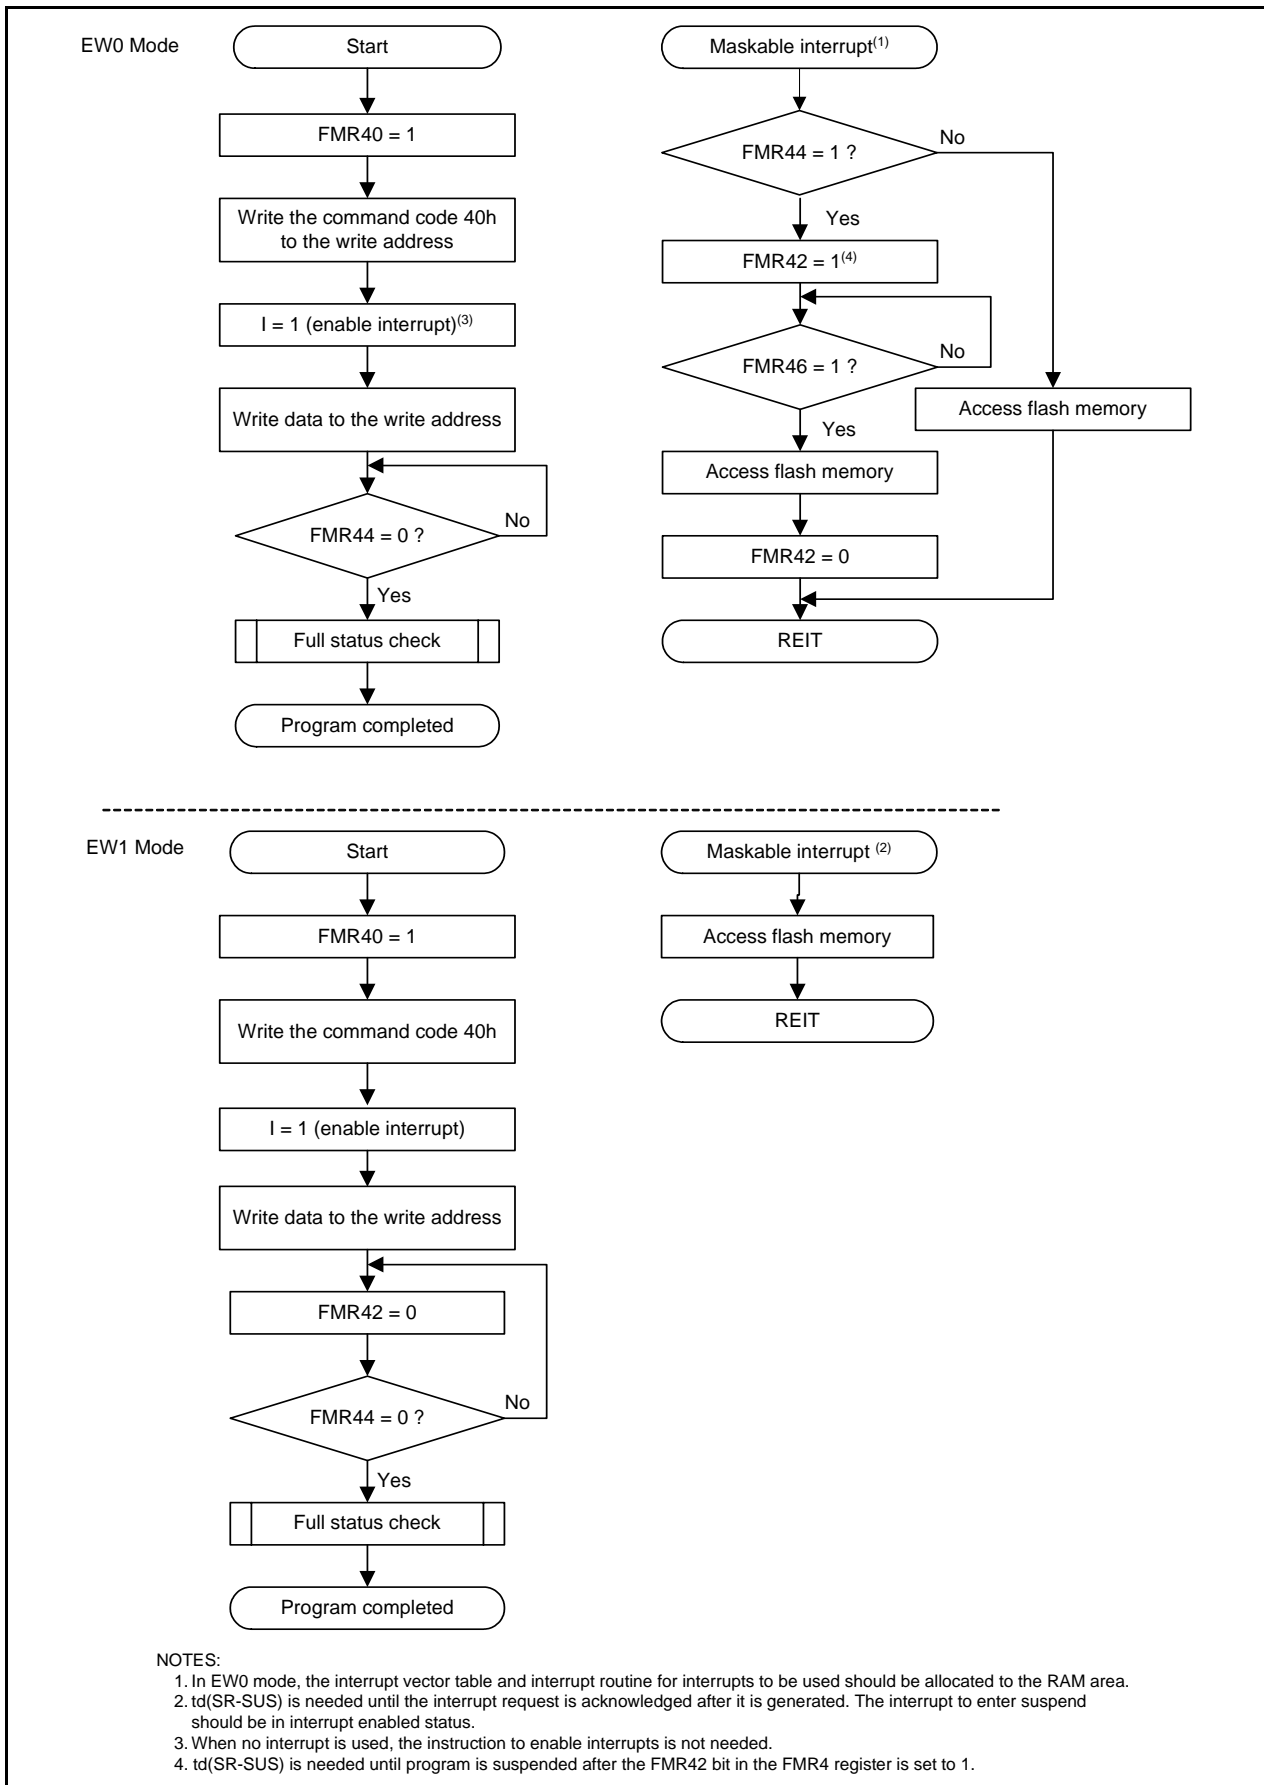 EW0 Mode
Start
FMR40 = 1
Write the command code 40h
to the write address
I = 1 (enable interrupt)(3)
Write data to the write address
FMR44 = 0 ?
No
Yes
Full status check
Program completed
Maskable interrupt(1)
FMR44 = 1 ?
No
Yes
FMR42 = 1(4)
FMR46 = 1 ?
No
Yes
Access flash memory
Access flash memory
FMR42 = 0
REIT
EW1 Mode
Start
FMR40 = 1
Write the command code 40h
I = 1 (enable interrupt)
Write data to the write address
FMR42 = 0
FMR44 = 0 ?
No
Yes
Full status check
Program completed
Maskable interrupt (2)
Access flash memory
REIT
NOTES:
1. In EW0 mode, the interrupt vector table and interrupt routine for interrupts to be used should be allocated to the RAM area.
2. td(SR-SUS) is needed until the interrupt request is acknowledged after it is generated. The interrupt to enter suspend
should be in interrupt enabled status.
3. When no interrupt is used, the instruction to enable interrupts is not needed.
4. td(SR-SUS) is needed until program is suspended after the FMR42 bit in the FMR4 register is set to 1.